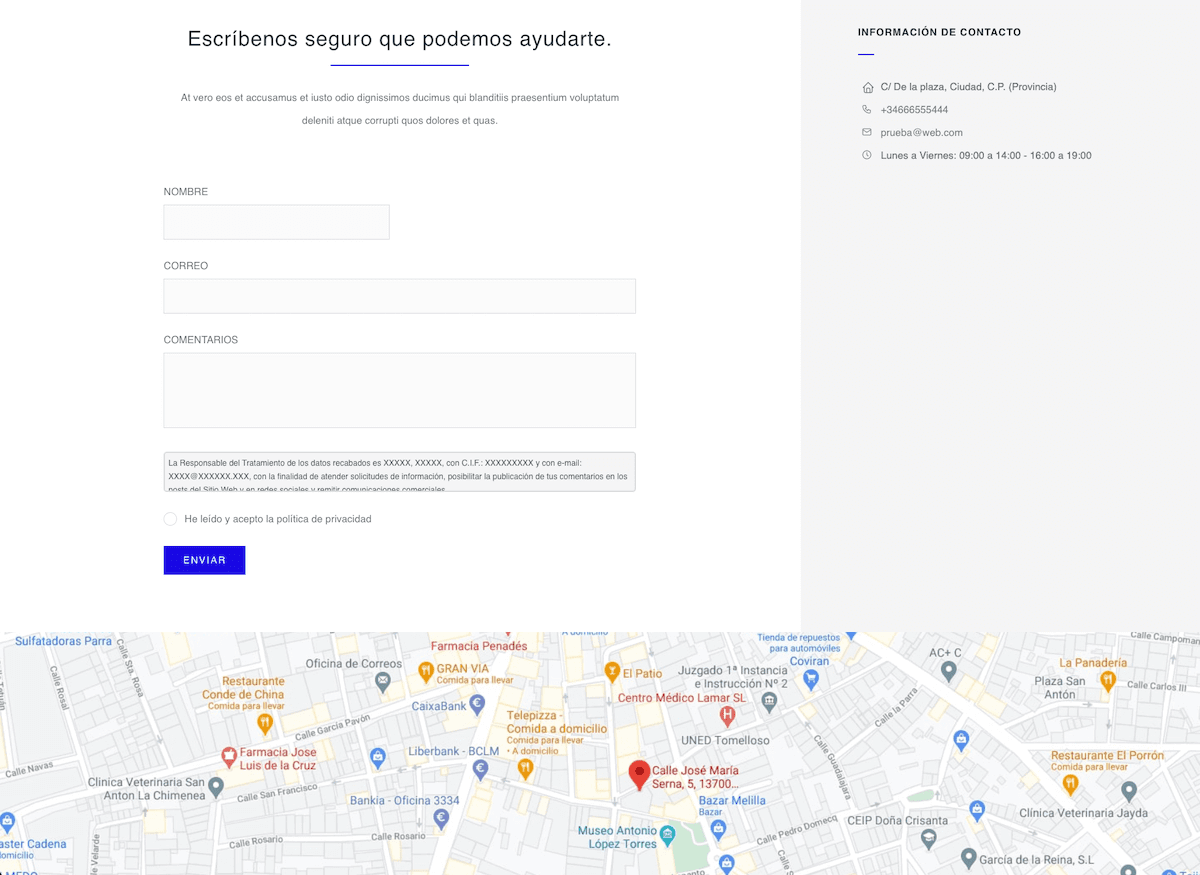 Escríbenos seguro que podemos ayudarte.
At vero eos et accusamus et iusto odio dignissimos ducimus qui blanditiis praesentium voluptatum
deleniti atque corrupti quos dolores et quas.
NOMBRE
CORREO
COMENTARIOS
La Responsable del Tratamiento de los datos recabados es XXXXX, XXXXX, con C.I.F.: XXXXXXXXX y con e-mail:
XXXX@XXXXXX.XXX, con la finalidad de atender solicitudes de información, posibilitar la publicación de tus comentarios en los
posts del Sitio Web y en redes sociales y remitir comunicaciones comerciales.
He leído y acepto la política de privacidad
ENVIAR
INFORMACIÓN DE CONTACTO
C/ De la plaza, Ciudad, C.P. (Provincia)
+34666555444
prueba@web.com
Lunes a Viernes: 09:00 a 14:00 - 16:00 a 19:00
Sulfatadoras Parra
Calle Sta. Rosa
Calle Rosal
Oficina de Correos
Farmacia Penadés
A domicilio
GRAN VIA
Comida para llevar
Restaurante
Conde de China
Comida para llevar
Calle García Pavón
CaixaBank
Telepizza -
Comida a domicilio
Comida para llevar
• A domicilio
El Patio
Juzgado 1ª Instancia
e Instrucción Nº 2
Centro Médico Lamar SL
UNED Tomelloso
Tienda de repuestos
para automóviles
Coviran
AC+ C
Calle la Parra
Calle Campoman
La Panadería
Comida para llevar
Plaza San
Antón
Calle Carlos III
Farmacia Jose
Luis de la Cruz
Liberbank - BCLM
Calle Navas
Clinica Veterinaria San
Anton La Chimenea
Calle San Francisco
Bankia - Oficina 3334
Calle José María
Serna, 5, 13700...
Calle Guadalajara
Restaurante El Porrón
Comida para llevar
Bazar Melilla
Bazar
Clínica Veterinaria Jayda
Museo Antonio
López Torres
Calle Pedro Domecq
CEIP Doña Crisanta
Calle Rosario
Calle Rosario
Velarde
aster Cadena
domicilio
García de la Reina, S.L
Calle S
anto
MERO